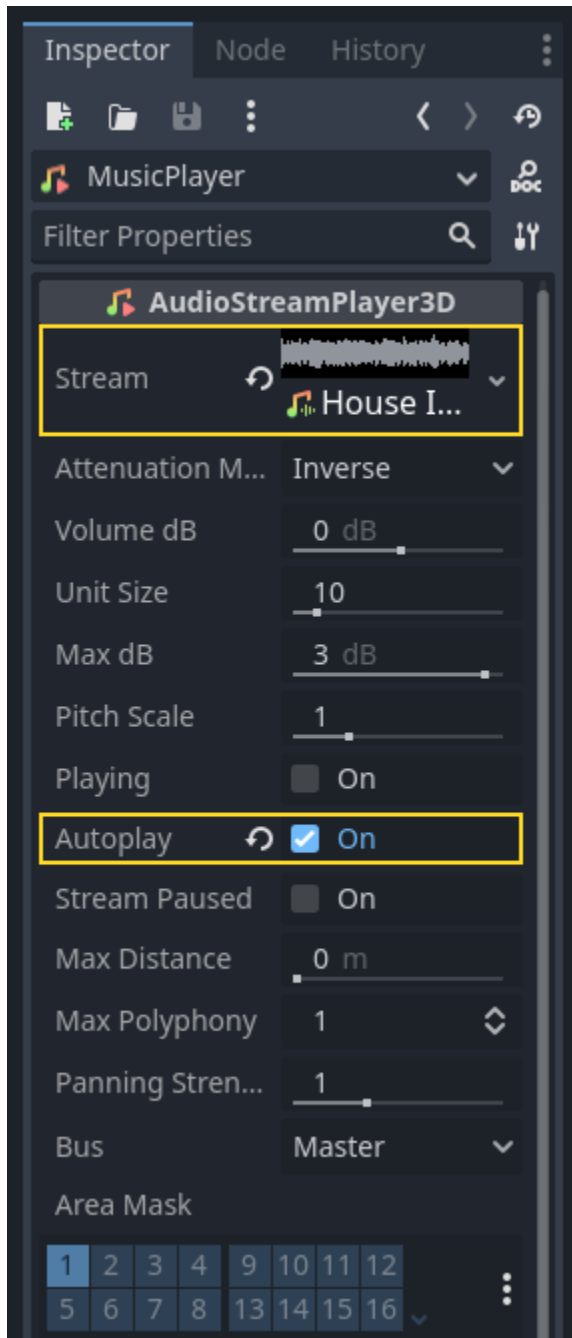 Inspector Node History
MusicPlayer
DOC
Filter Properties
AudioStreamPlayer3D
Stream
House I...
Attenuation M... Inverse
Volume dB 0 dB
Unit Size 10
Max dB 3 dB
Pitch Scale 1
Playing On
Autoplay On
Stream Paused On
Max Distance 0 m
Max Polyphony 1
Panning Stren... 1
Bus Master
Area Mask
1 2 3 4 9 10 11 12
5 6 7 8 13 14 15 16